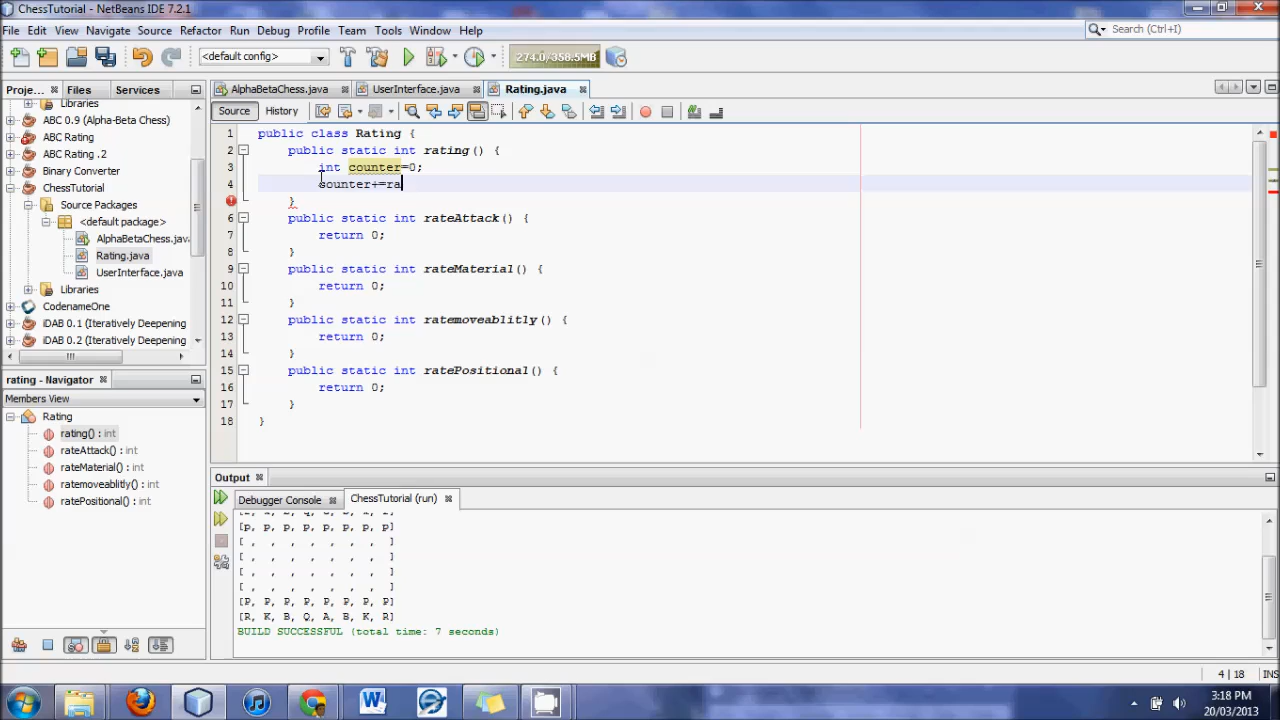 ChessTutorial - NetBeans IDE 7.2.1
File Edit View Navigate Source Refactor Run Debug Profile Team Tools Window Help
Search (Ctrl+I)
<default config>
274.0/358.5MB
Proje... Files Services
AlphaBetaChess.java UserInterface.java Rating.java
Source History
Libraries
ABC 0.9 (Alpha-Beta Chess)
ABC Rating
ABC Rating .2
Binary Converter
ChessTutorial
Source Packages
<default package>
AlphaBetaChess.java
Rating.java
UserInterface.java
Libraries
CodenameOne
iDAB 0.1 (Iteratively Deepening
iDAB 0.2 (Iteratively Deepening
1 public class Rating {
2 public static int rating() {
3 int counter=0;
4 counter+=ra
}
6 public static int rateAttack() {
7 return 0;
8 }
9 public static int rateMaterial() {
10 return 0;
11 }
12 public static int ratemoveablitly() {
13 return 0;
14 }
15 public static int ratePositional() {
16 return 0;
17 }
18 }
rating - Navigator
Members View
Rating
rating() : int
rateAttack() : int
rateMaterial() : int
ratemoveablitly() : int
ratePositional() : int
Output
Debugger Console ChessTutorial (run)
[p, p, p, p, p, p, p, p]
[ , , , , , , , ]
[ , , , , , , , ]
[ , , , , , , , ]
[ , , , , , , , ]
[P, P, P, P, P, P, P, P]
[R, K, B, Q, A, B, K, R]
BUILD SUCCESSFUL (total time: 7 seconds)
4 | 18 INS
3:18 PM
20/03/2013